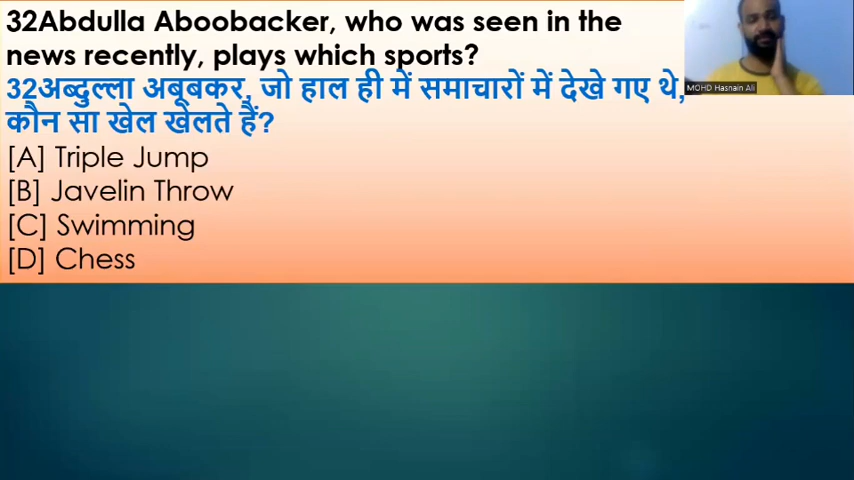 32Abdulla Aboobacker, who was seen in the
news recently, plays which sports?
32अब्दुल्ला अबूबकर, जो हाल ही में समाचारों में देखे गए थे,
कौन सा खेल खेलते हैं?
[A] Triple Jump
[B] Javelin Throw
[C] Swimming
[D] Chess
MOHD Hasnain Ali